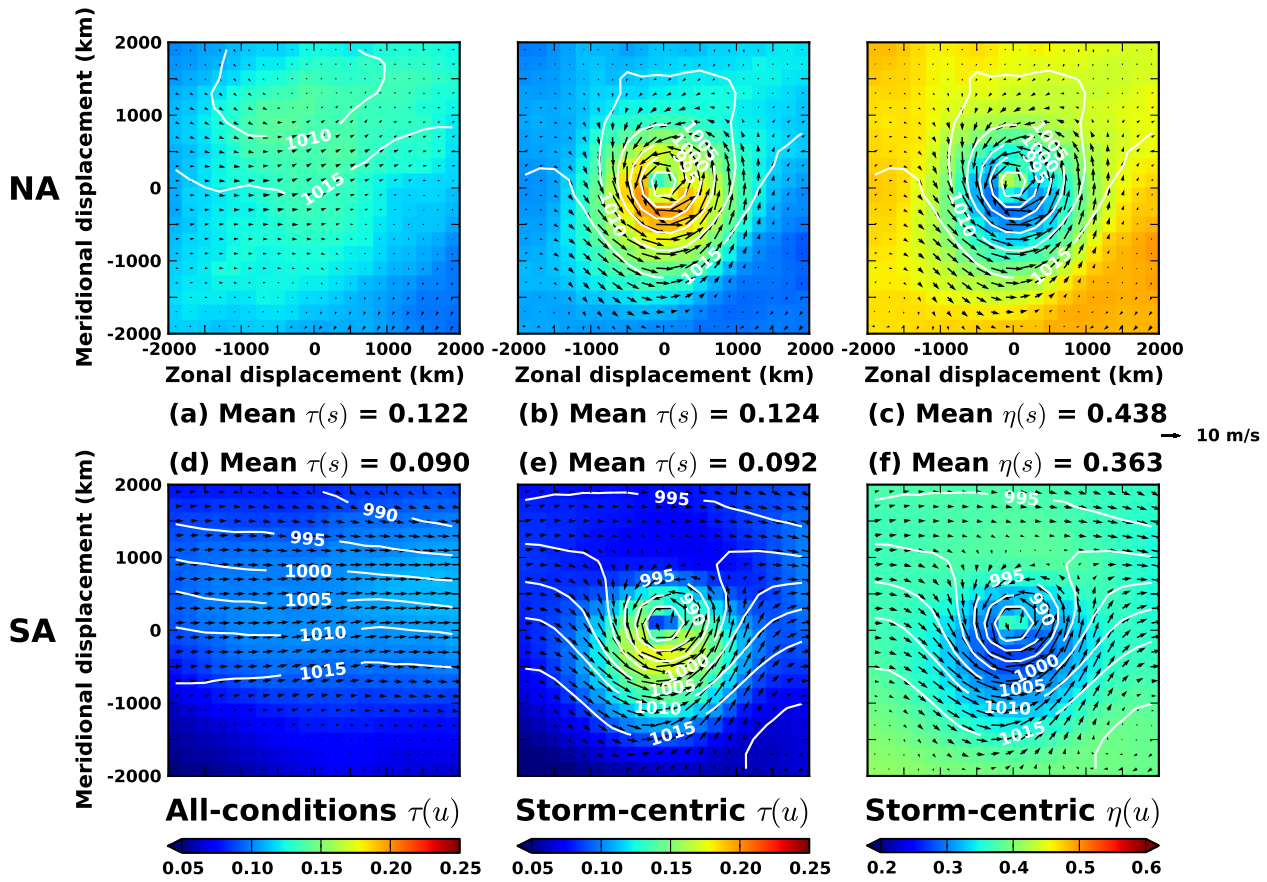 2000
1000
0
-1000
-2000
Meridional displacement (km)
NA
1010
1015
-2000 -1000 0 1000 2000
Zonal displacement (km)
(a) Mean τ(s) = 0.122
1005
995
1010
1015
-2000 -1000 0 1000 2000
Zonal displacement (km)
(b) Mean τ(s) = 0.124
1005
995
1010
1015
-2000 -1000 0 1000 2000
Zonal displacement (km)
(c) Mean η(s) = 0.438
10 m/s
(d) Mean τ(s) = 0.090
(e) Mean τ(s) = 0.092
(f) Mean η(s) = 0.363
2000
1000
0
-1000
-2000
Meridional displacement (km)
SA
990
995
1000
1005
1010
1015
995
995
990
1000
1005
1010
1015
995
995
990
1000
1005
1010
1015
All-conditions τ(u)
Storm-centric τ(u)
Storm-centric η(u)
0.05 0.10 0.15 0.20 0.25
0.05 0.10 0.15 0.20 0.25
0.2 0.3 0.4 0.5 0.6